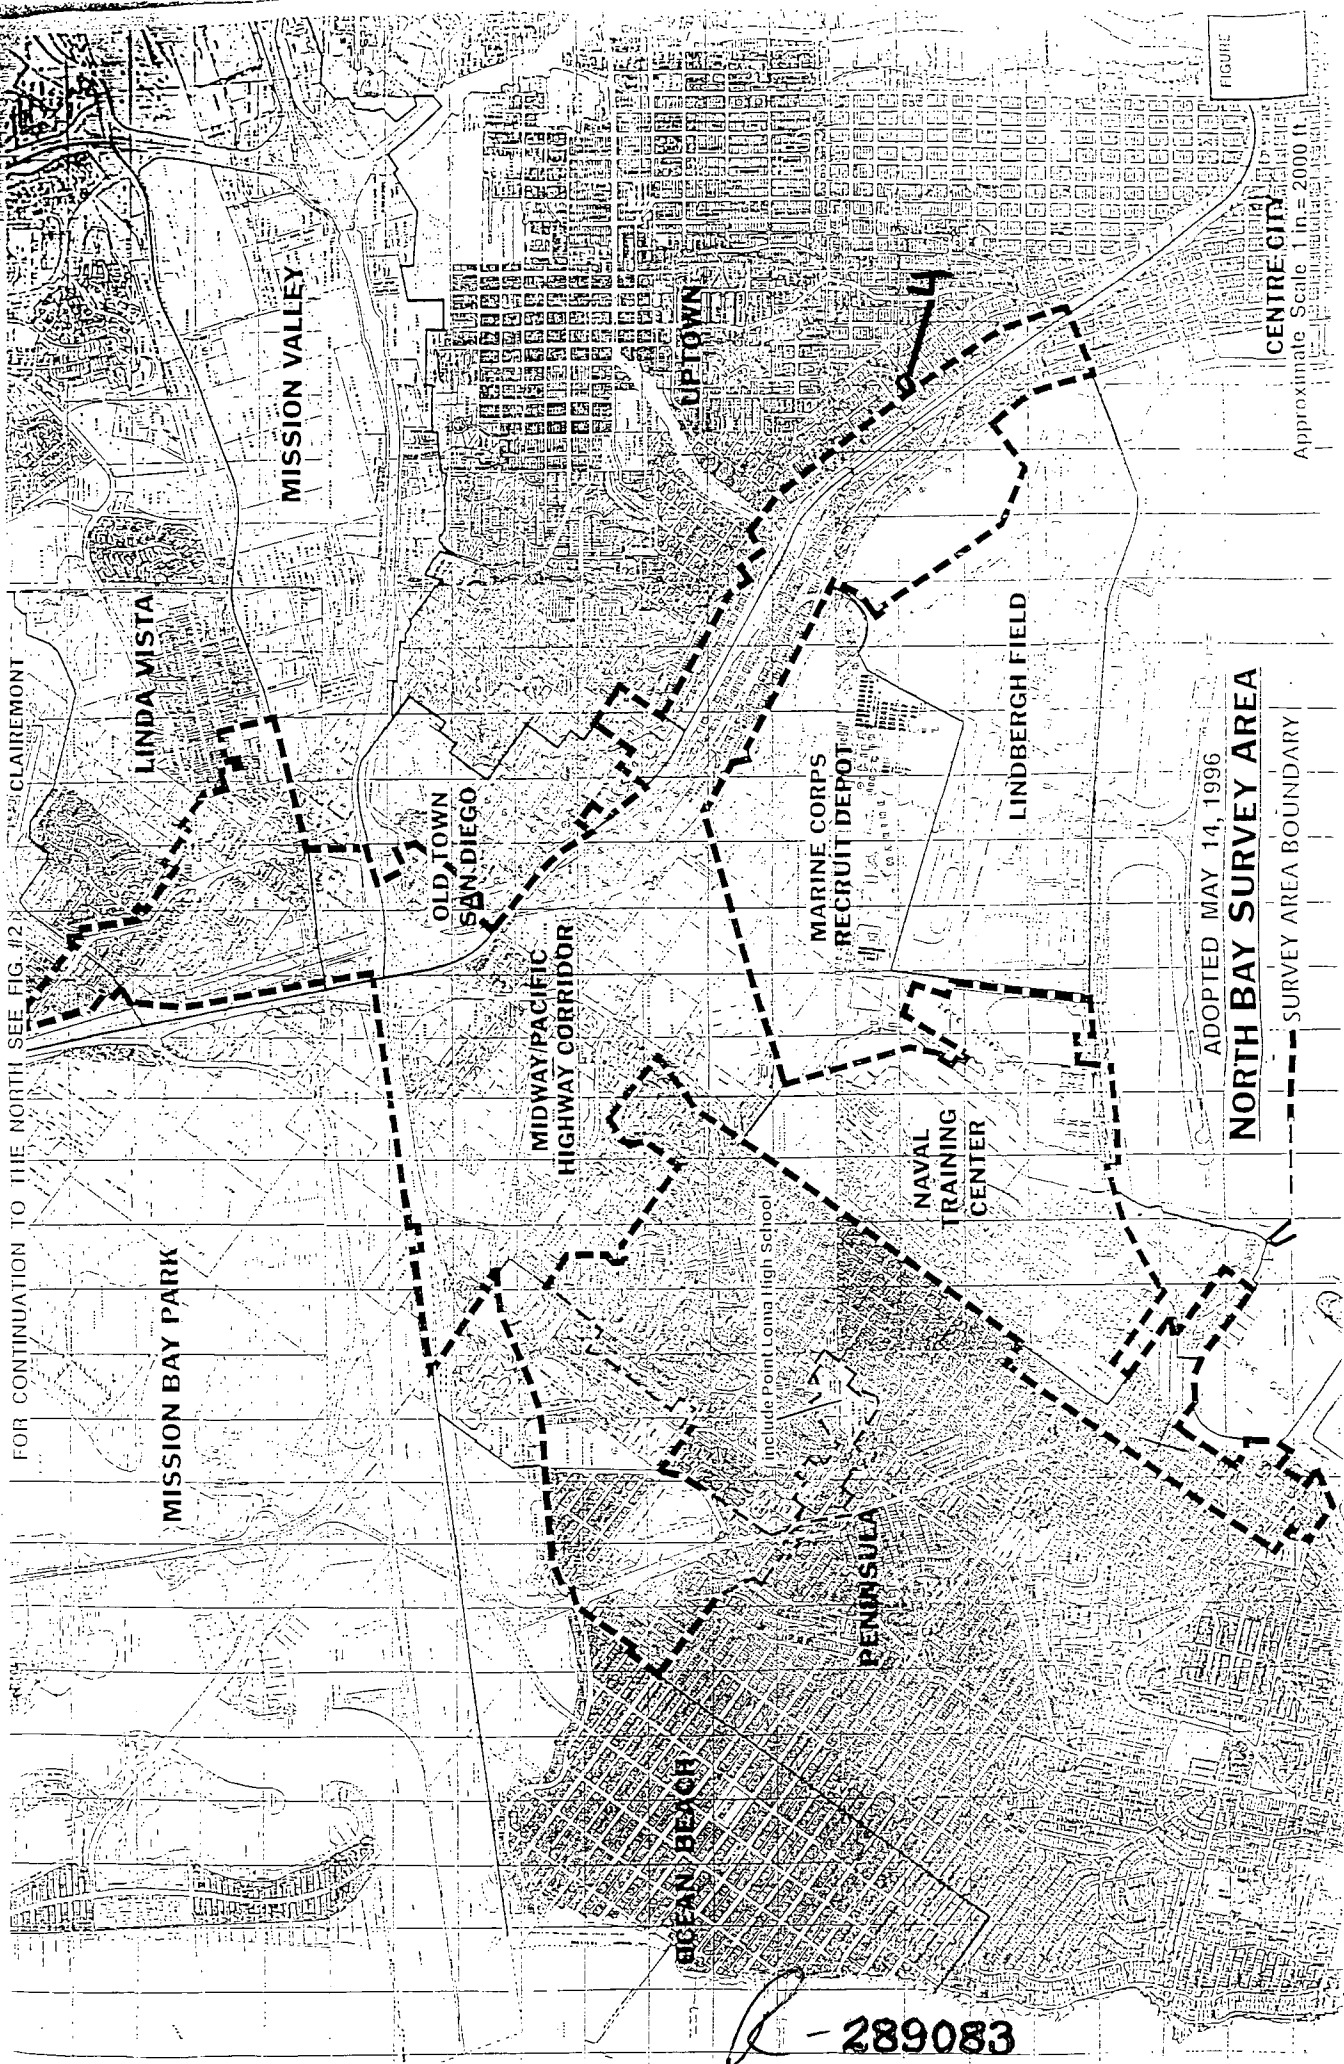 FOR CONTINUATION TO THE NORTH SEE FIG. #2
CLAIREMONT
LINDA VISTA
MISSION VALLEY
MISSION BAY PARK
OLD TOWN
SAN DIEGO
MIDWAY/PACIFIC
HIGHWAY CORRIDOR
UPTOWN
Include Point Loma High School
MARINE CORPS
RECRUIT DEPOT
OCEAN BEACH
PENINSULA
NAVAL
TRAINING
CENTER
LINDBERGH FIELD
CENTRE CITY
ADOPTED MAY 14, 1996
NORTH BAY SURVEY AREA
SURVEY AREA BOUNDARY
Approximate Scale 1 in = 2000 ft
FIGURE
- 289083